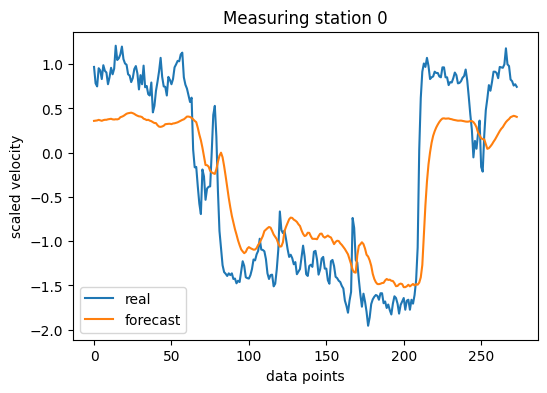 Measuring station 0
scaled velocity
1.0
0.5
0.0
−0.5
−1.0
−1.5
−2.0
real
forecast
0
50
100
150
200
250
data points